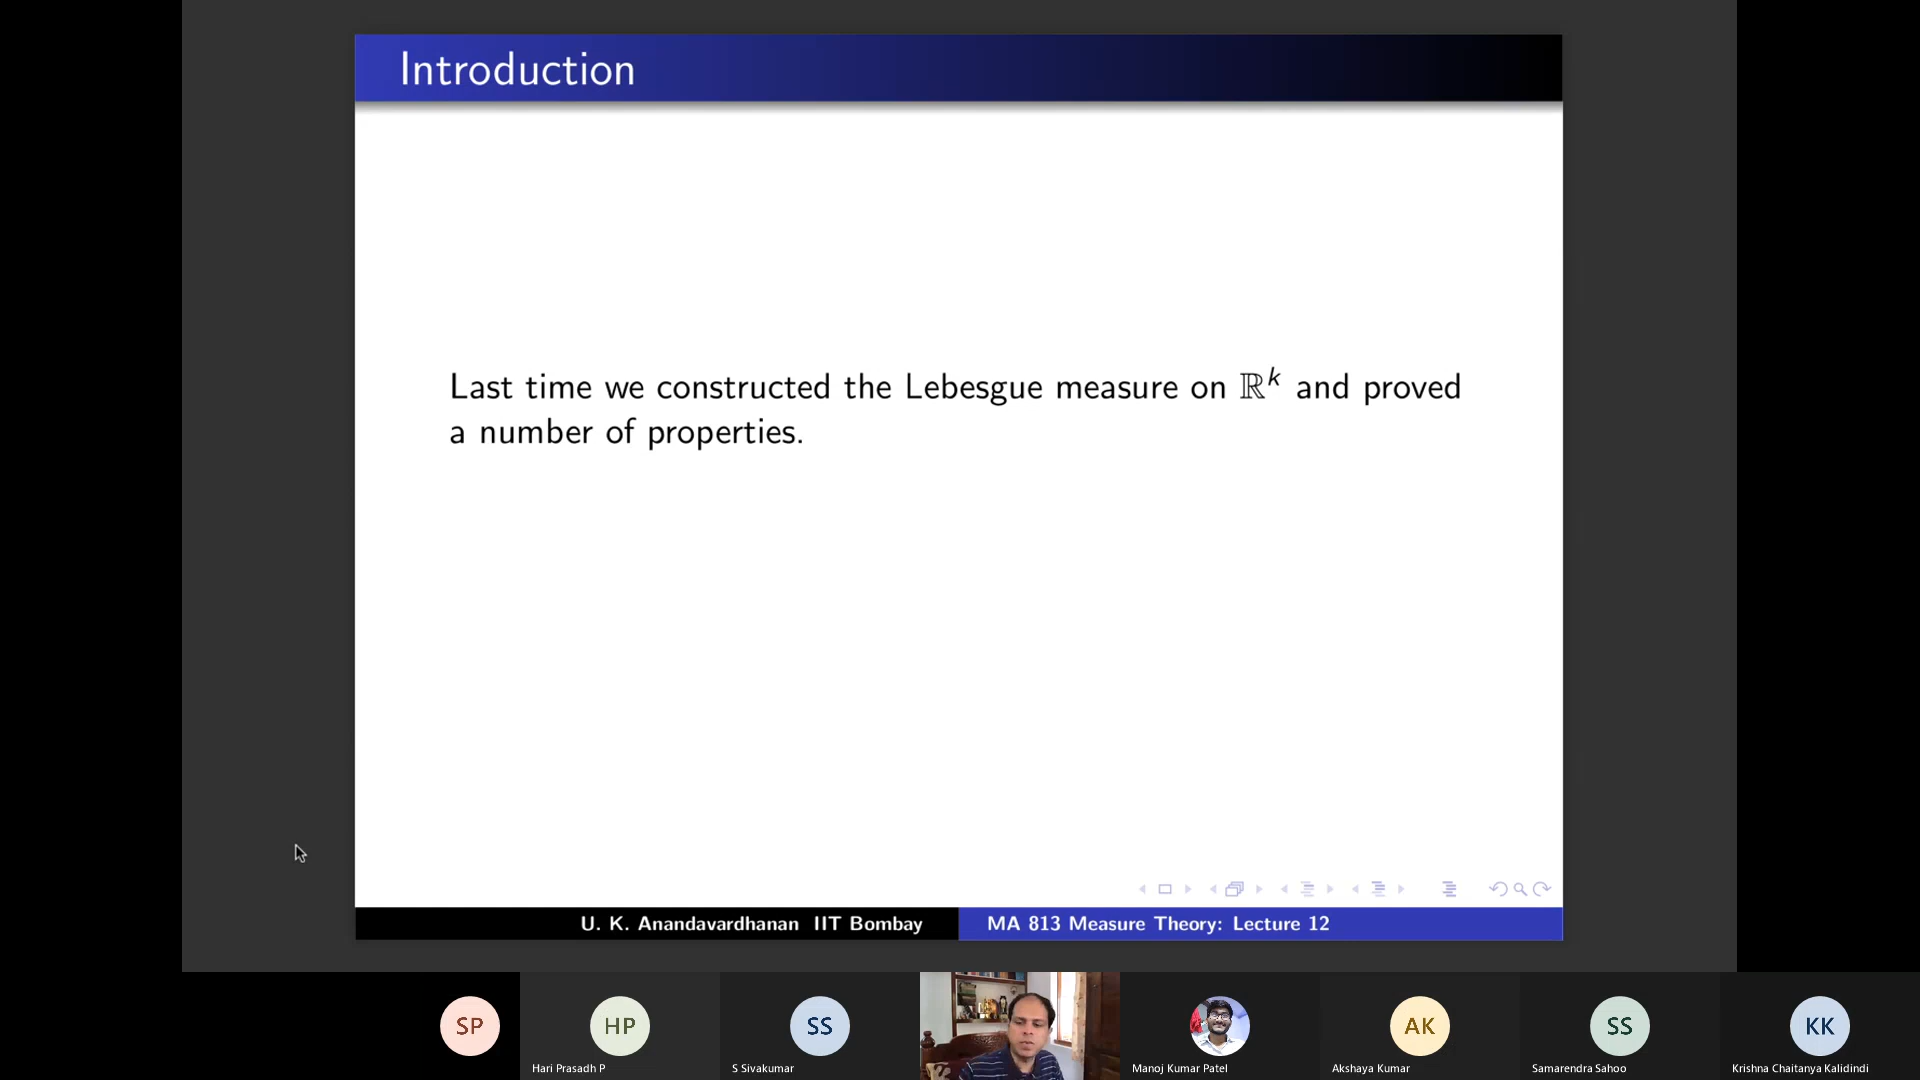 Introduction
Last time we constructed the Lebesgue measure on ℝᵏ and proved
a number of properties.
U. K. Anandavardhanan IIT Bombay
MA 813 Measure Theory: Lecture 12
SP
HP
SS
AK
SS
KK
Hari Prasadh P
S Sivakumar
Manoj Kumar Patel
Akshaya Kumar
Samarendra Sahoo
Krishna Chaitanya Kalidindi